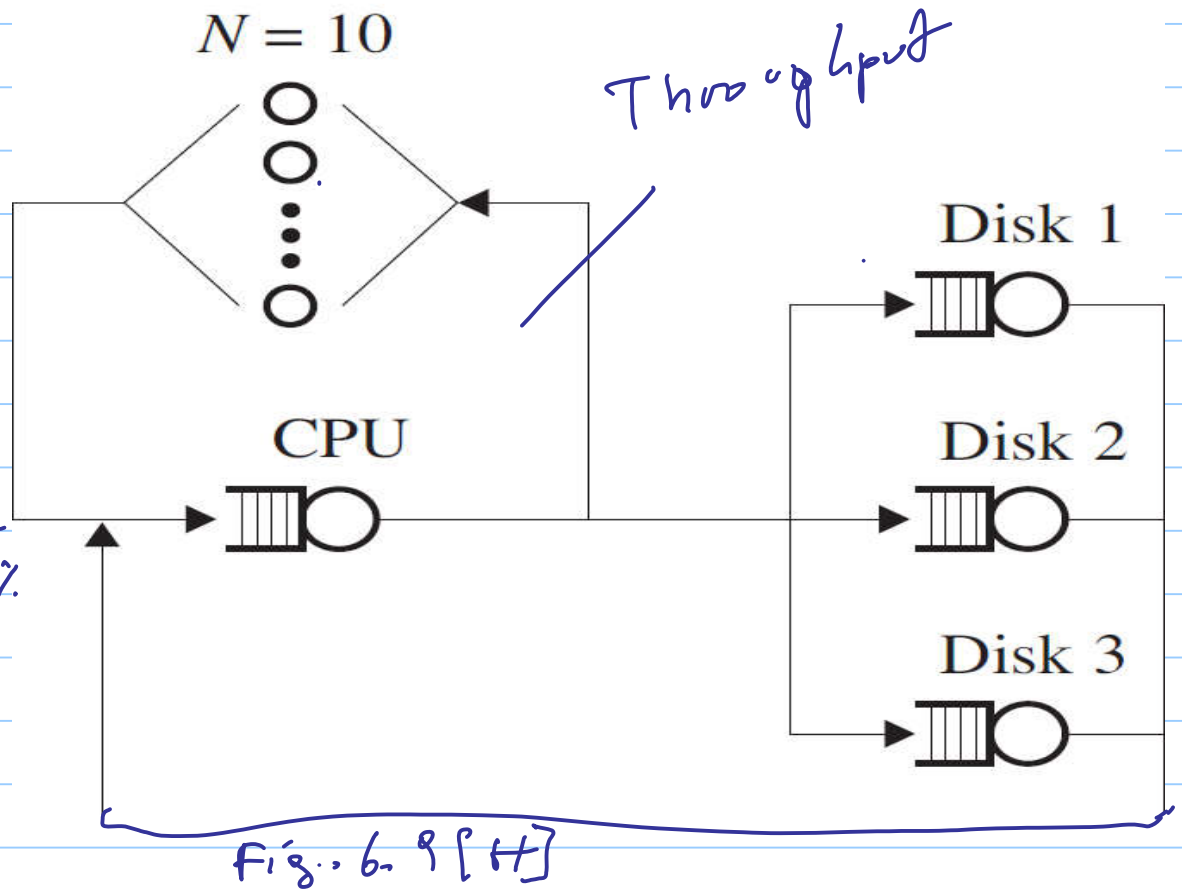 N = 10
Throughput
Disk 1
CPU
Disk 2
%
Disk 3
Fig. 6.9 [H]